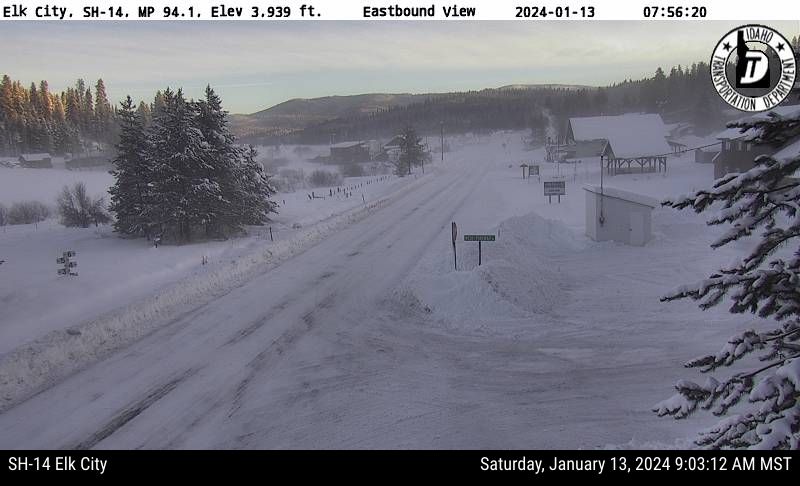 Elk City, SH-14, MP 94.1, Elev 3,939 ft. Eastbound View 2024-01-13 07:56:20
IDAHO
TRANSPORTATION DEPARTMENT
SH-14 Elk City Saturday, January 13, 2024 9:03:12 AM MST